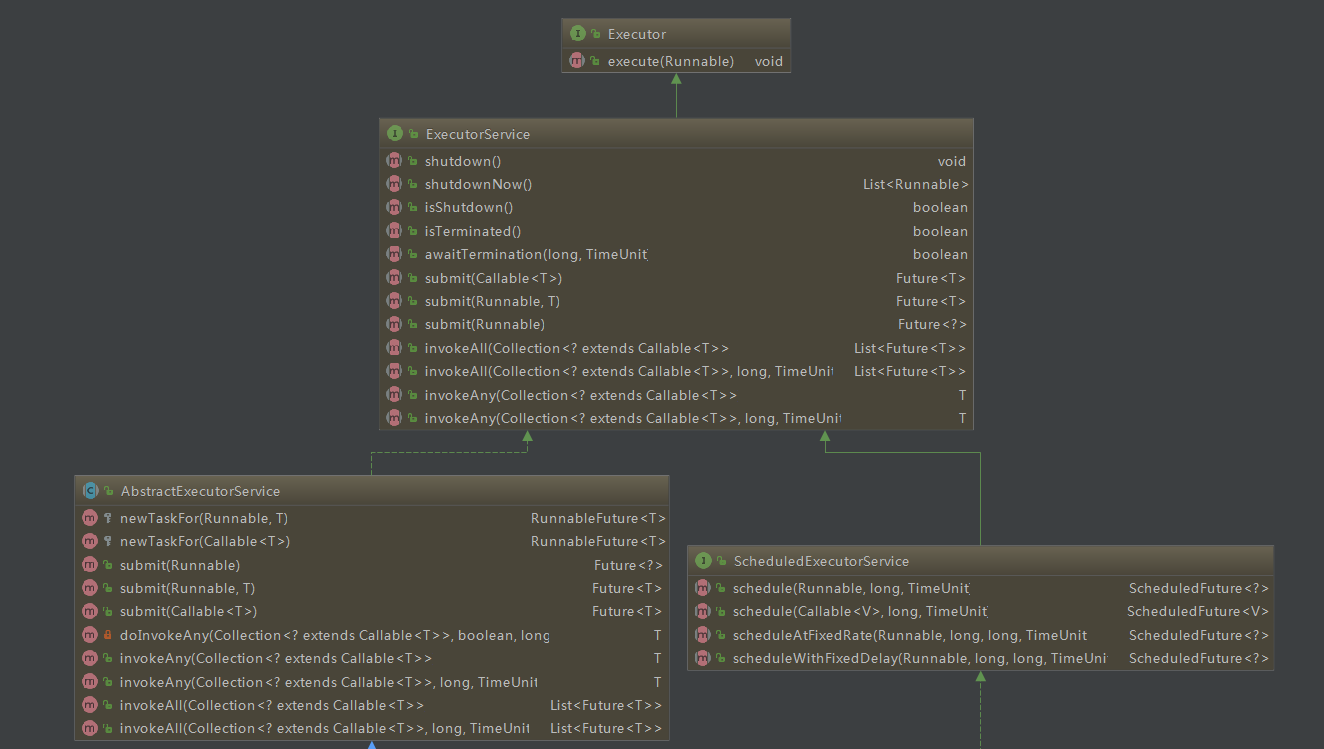 Executor
execute(Runnable) void
ExecutorService
shutdown() void
shutdownNow() List<Runnable>
isShutdown() boolean
isTerminated() boolean
awaitTermination(long, TimeUnit) boolean
submit(Callable<T>) Future<T>
submit(Runnable, T) Future<T>
submit(Runnable) Future<?>
invokeAll(Collection<? extends Callable<T>> List<Future<T>>
invokeAll(Collection<? extends Callable<T>>, long, TimeUnit List<Future<T>>
invokeAny(Collection<? extends Callable<T>> T
invokeAny(Collection<? extends Callable<T>>, long, TimeUnit T
AbstractExecutorService
newTaskFor(Runnable, T) RunnableFuture<T>
newTaskFor(Callable<T>) RunnableFuture<T>
submit(Runnable) Future<?>
submit(Runnable, T) Future<T>
submit(Callable<T>) Future<T>
doInvokeAny(Collection<? extends Callable<T>>, boolean, long T
invokeAny(Collection<? extends Callable<T>> T
invokeAny(Collection<? extends Callable<T>>, long, TimeUnit T
invokeAll(Collection<? extends Callable<T>> List<Future<T>>
invokeAll(Collection<? extends Callable<T>>, long, TimeUnit List<Future<T>>
ScheduledExecutorService
schedule(Runnable, long, TimeUnit) ScheduledFuture<?>
schedule(Callable<V>, long, TimeUnit) ScheduledFuture<V>
scheduleAtFixedRate(Runnable, long, long, TimeUnit ScheduledFuture<?>
scheduleWithFixedDelay(Runnable, long, long, TimeUni ScheduledFuture<?>